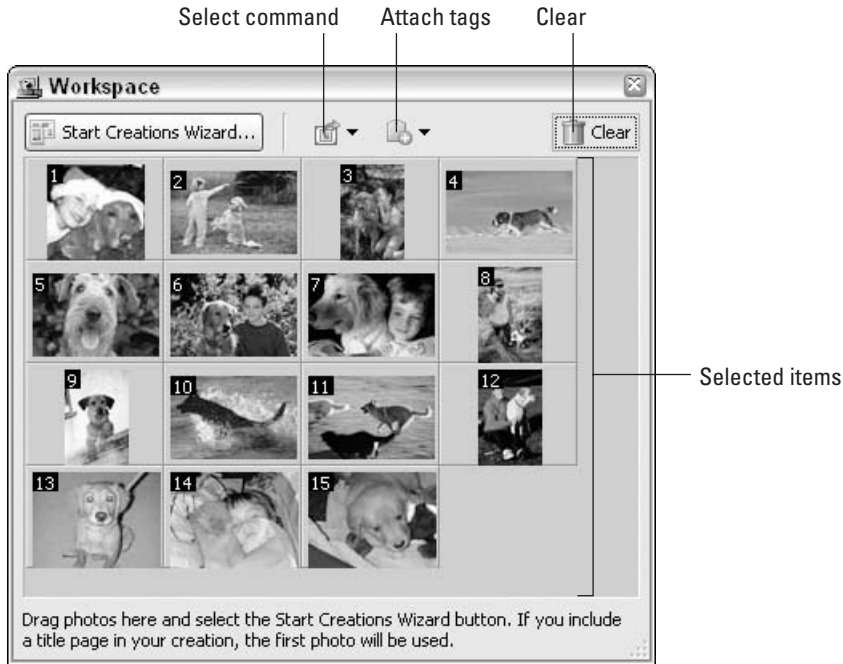 Select command Attach tags Clear
Workspace
Start Creations Wizard... Clear
1 2 3 4
5 6 7 8
9 10 11 12
13 14 15
Selected items
Drag photos here and select the Start Creations Wizard button. If you include
a title page in your creation, the first photo will be used.